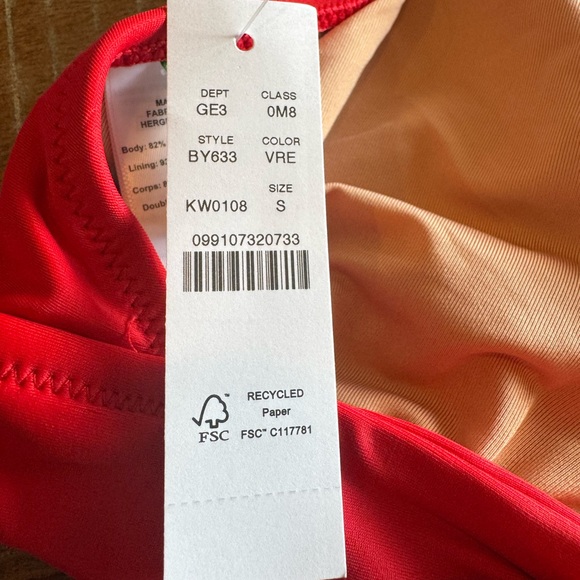 DEPT CLASS
GE3 0M8
STYLE COLOR
BY633 VRE
SIZE
KW0108 S
099107320733
RECYCLED
Paper
FSC
FSC™ C117781
Body: 82%
Lining:
Corps: